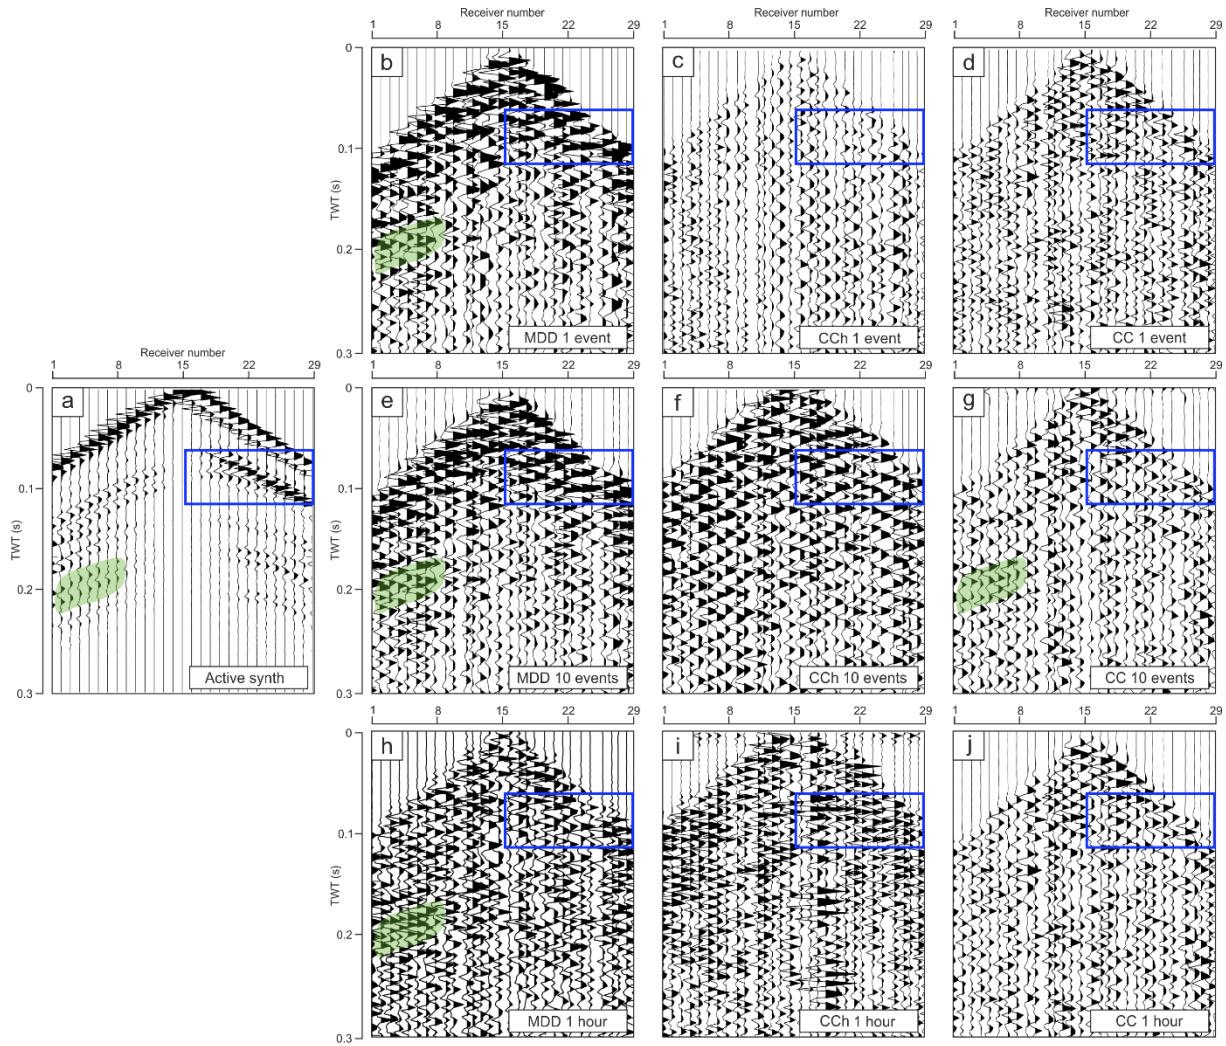 Receiver number
1 8 15 22 29
Receiver number
1 8 15 22 29
Receiver number
1 8 15 22 29
TWT (s)
0
0.1
0.2
0.3
b
MDD 1 event
c
CCh 1 event
d
CC 1 event
Receiver number
1 8 15 22 29
TWT (s)
0
0.1
0.2
0.3
a
Active synth
1 8 15 22 29
TWT (s)
0
0.1
0.2
0.3
e
MDD 10 events
1 8 15 22 29
f
CCh 10 events
1 8 15 22 29
g
CC 10 events
1 8 15 22 29
TWT (s)
0
0.1
0.2
0.3
h
MDD 1 hour
1 8 15 22 29
i
CCh 1 hour
1 8 15 22 29
j
CC 1 hour